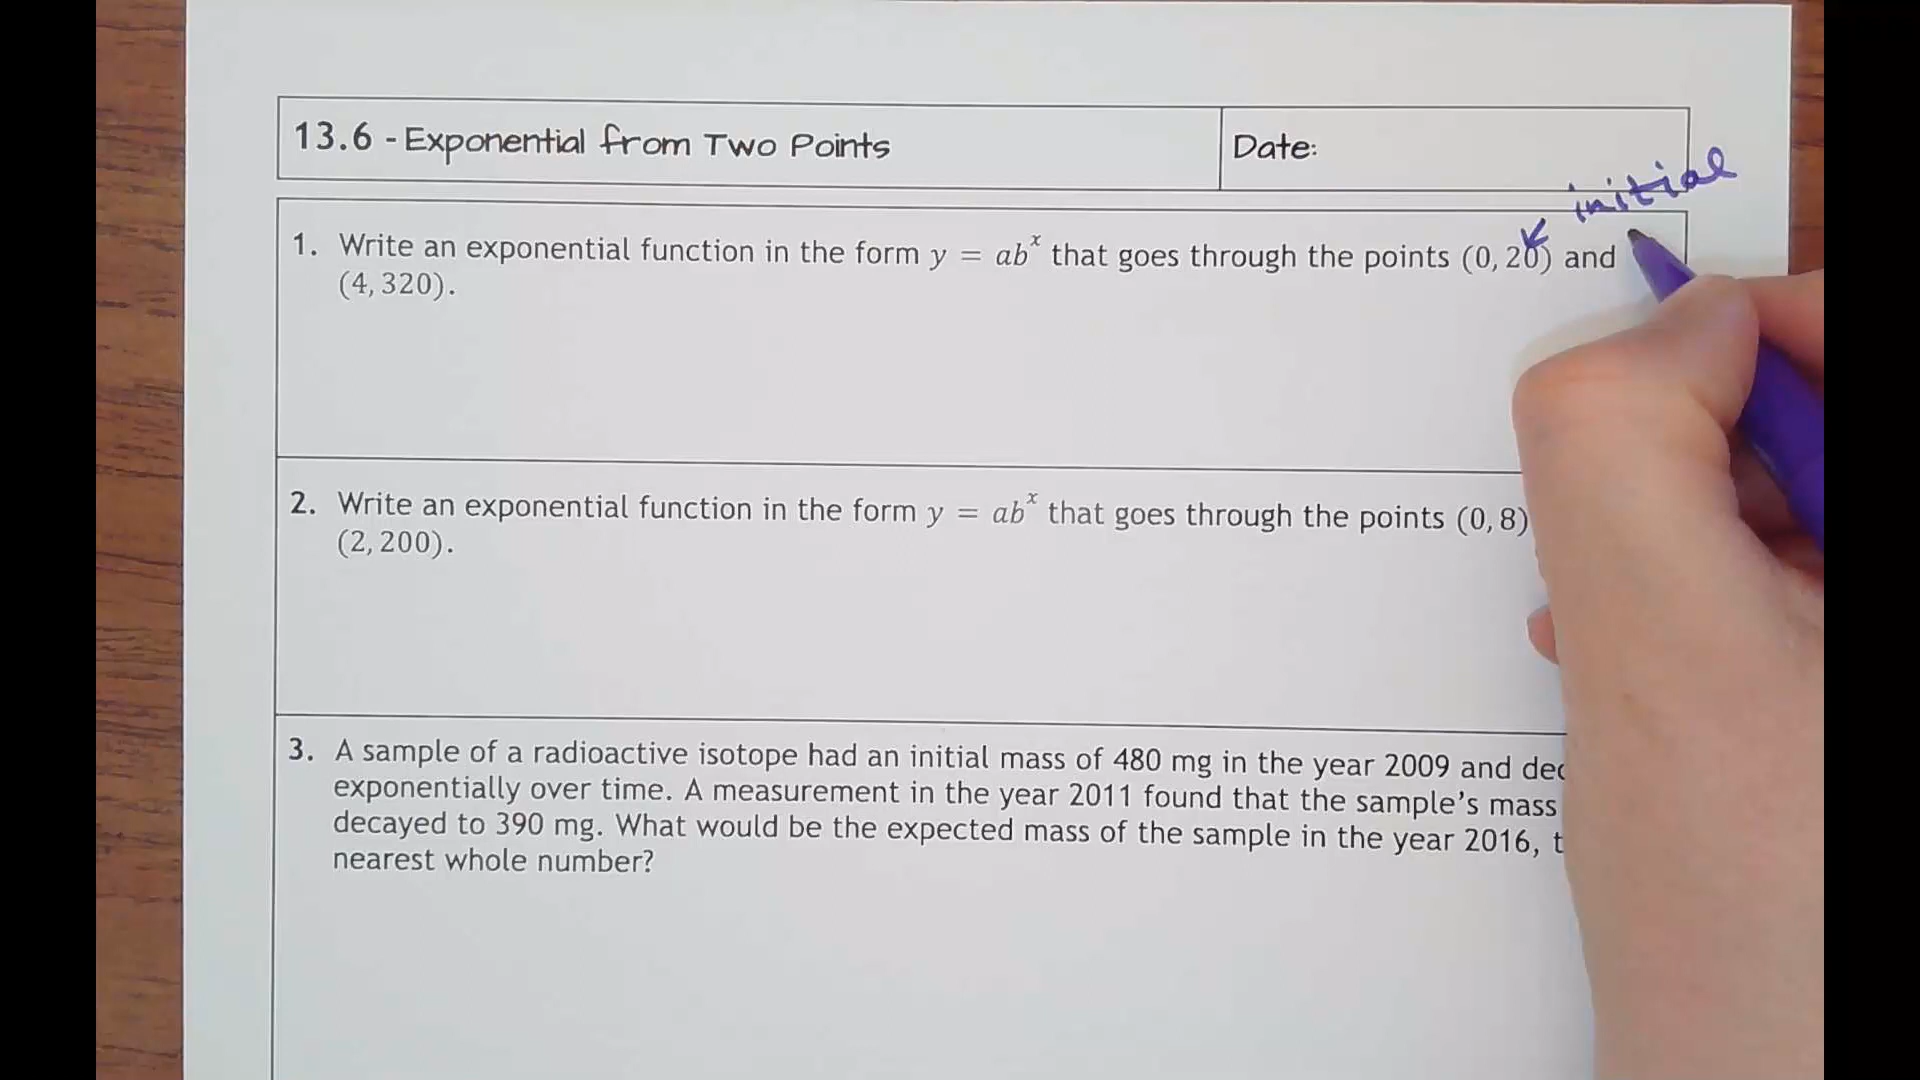 13.6 - Exponential from Two Points
Date:
initial
1. Write an exponential function in the form y = abˣ that goes through the points (0, 20) and
(4, 320).
2. Write an exponential function in the form y = abˣ that goes through the points (0, 8)
(2, 200).
3. A sample of a radioactive isotope had an initial mass of 480 mg in the year 2009 and
exponentially over time. A measurement in the year 2011 found that the sample’s mass
decayed to 390 mg. What would be the expected mass of the sample in the year 2016,
nearest whole number?